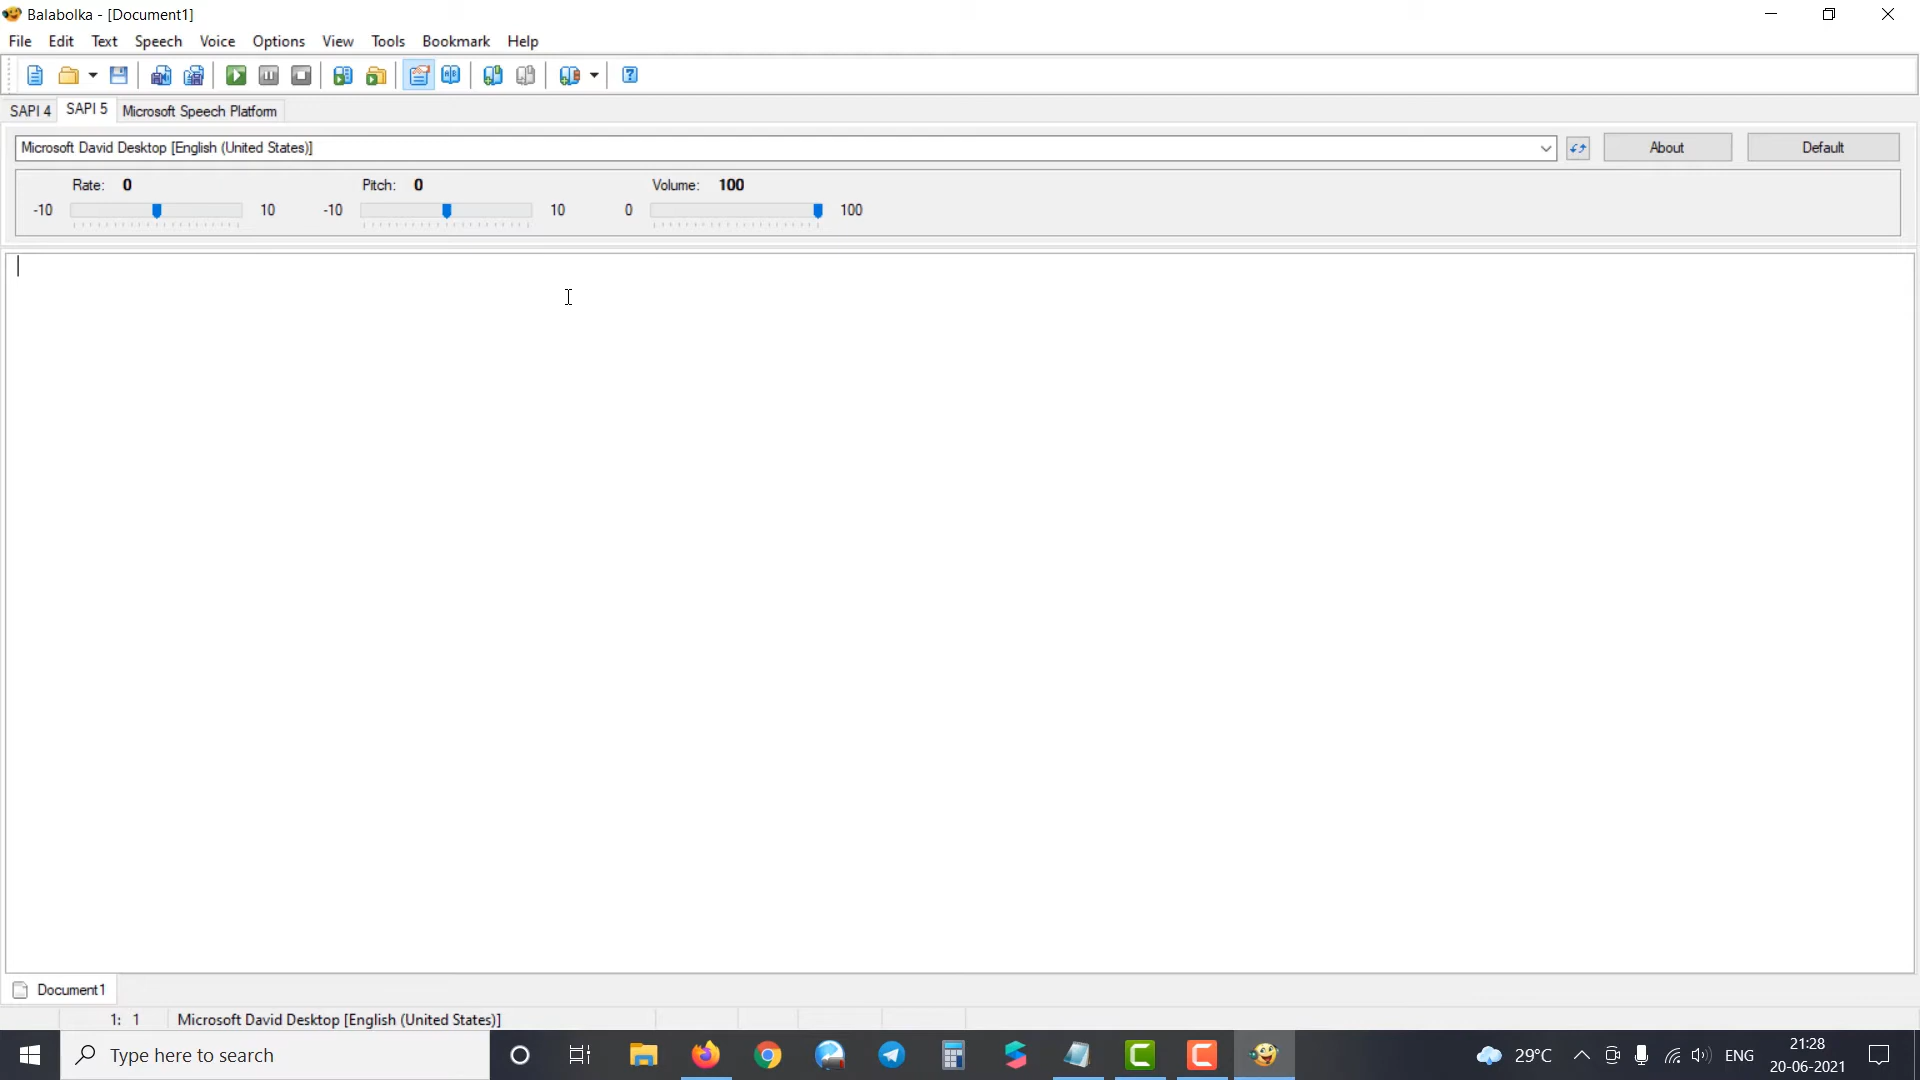 Balabolka - [Document1]
File Edit Text Speech Voice Options View Tools Bookmark Help
SAPI 4 SAPI 5 Microsoft Speech Platform
Microsoft David Desktop [English (United States)] About Default
Rate: 0 Pitch: 0 Volume: 100
-10 10 -10 10 0 100
Document1
1: 1 Microsoft David Desktop [English (United States)]
Type here to search 29°C ENG 21:28
20-06-2021